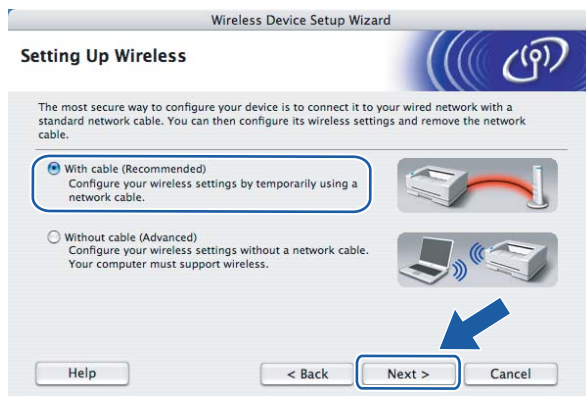 Wireless Device Setup Wizard
Setting Up Wireless
The most secure way to configure your device is to connect it to your wired network with a
standard network cable. You can then configure its wireless settings and remove the network
cable.
With cable (Recommended)
Configure your wireless settings by temporarily using a
network cable.
Without cable (Advanced)
Configure your wireless settings without a network cable.
Your computer must support wireless.
Help
< Back
Next >
Cancel